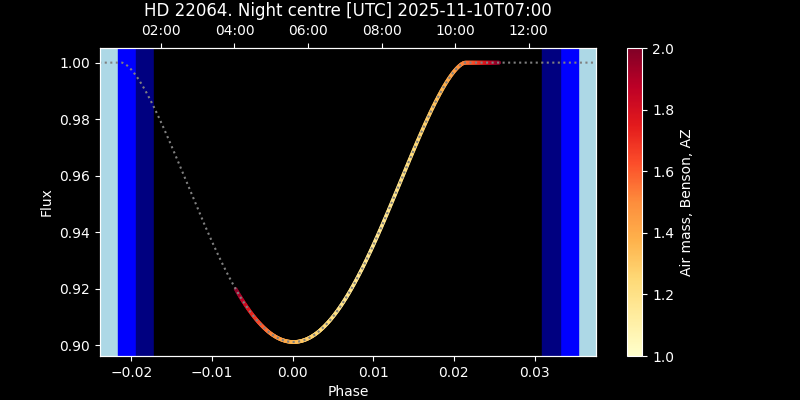 HD 22064. Night centre [UTC] 2025-11-10T07:00
02:00 04:00 06:00 08:00 10:00 12:00
1.00
0.98
0.96
0.94
0.92
0.90
Flux
−0.02 −0.01 0.00 0.01 0.02 0.03
Phase
2.0
1.8
1.6
1.4
1.2
1.0
Air mass, Benson, AZ